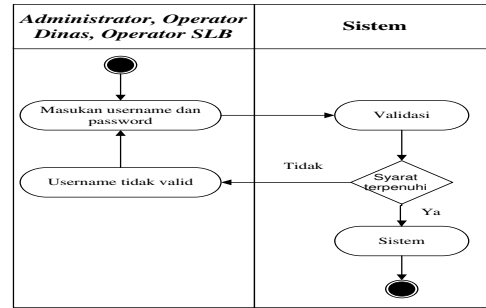 Administrator, Operator
Dinas, Operator SLB
Sistem
Masukan username dan
password
Validasi
Tidak
Syarat
terpenuhi
Username tidak valid
Ya
Sistem